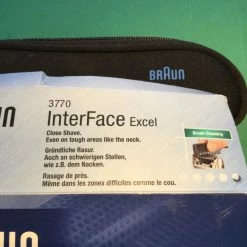 BRAUN
3770
InterFace Excel
Close Shave.
Even on tough areas like the neck.
Gründliche Rasur.
Auch an schwierigen Stellen,
wie z.B. dem Nacken.
Rasage de près.
Même dans les zones difficiles comme le cou.
Brush Cleaning